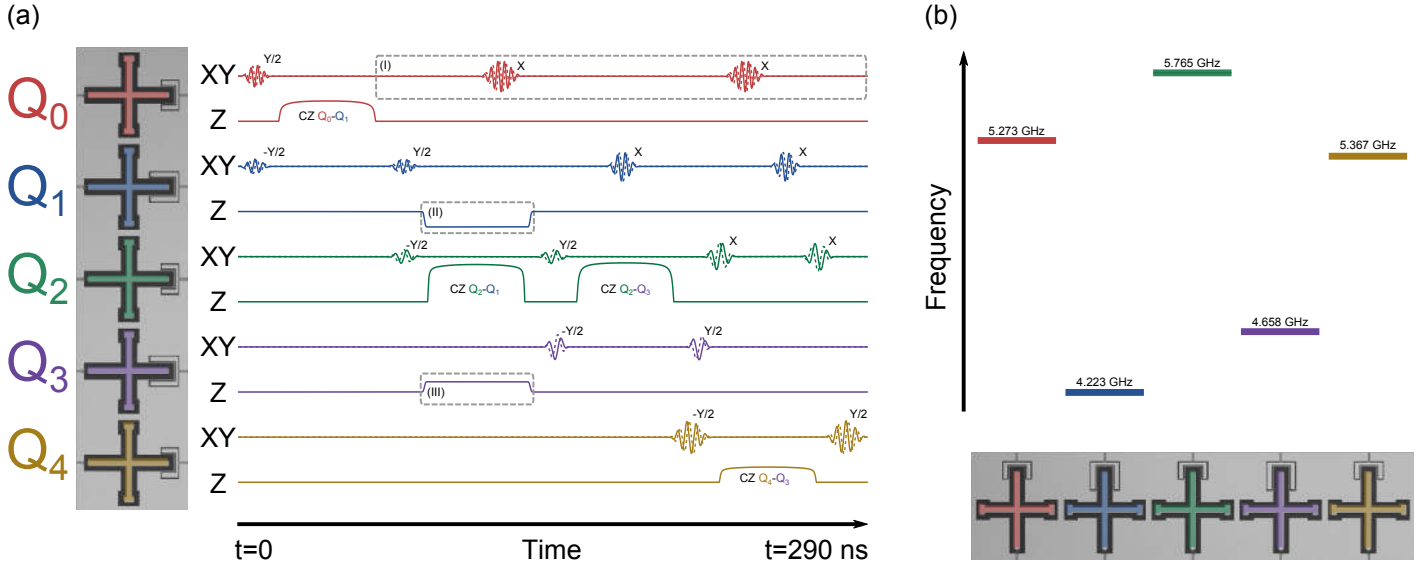 (a)
Q0
XY
Y/2
(I)
X
X
Z
CZ Q0-Q1
Q1
XY
-Y/2
Y/2
X
X
Z
(II)
Q2
XY
-Y/2
Y/2
X
X
Z
CZ Q2-Q1
CZ Q2-Q3
Q3
XY
-Y/2
Y/2
Z
(III)
Q4
XY
-Y/2
Y/2
Z
CZ Q4-Q3
t=0
Time
t=290 ns
(b)
Frequency
5.273 GHz
4.223 GHz
5.765 GHz
4.658 GHz
5.367 GHz